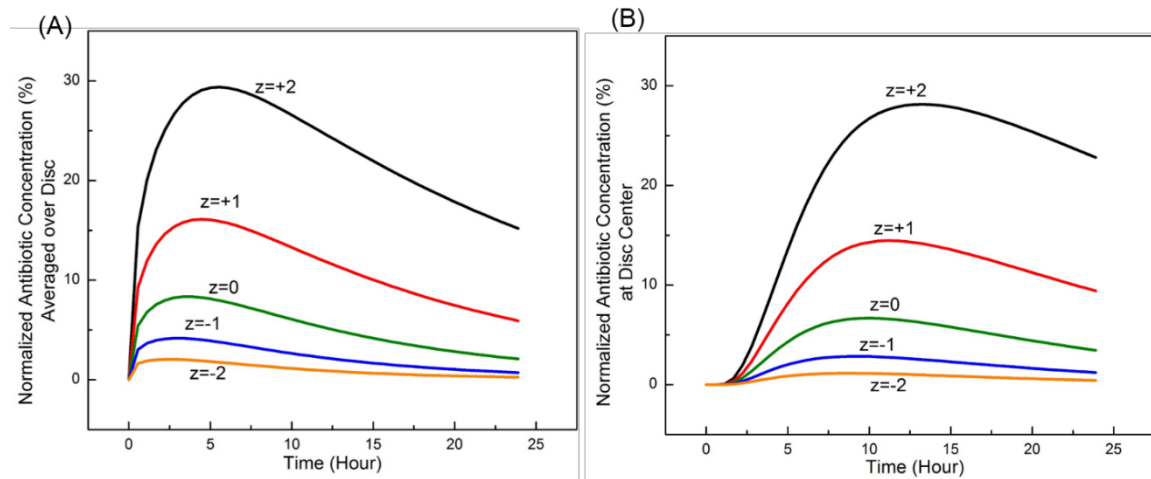 (A)
Normalized Antibiotic Concentration (%)
Averaged over Disc
30
20
10
0
z=+2
z=+1
z=0
z=-1
z=-2
0 5 10 15 20 25
Time (Hour)
(B)
Normalized Antibiotic Concentration (%)
at Disc Center
30
20
10
0
z=+2
z=+1
z=0
z=-1
z=-2
0 5 10 15 20 25
Time (Hour)